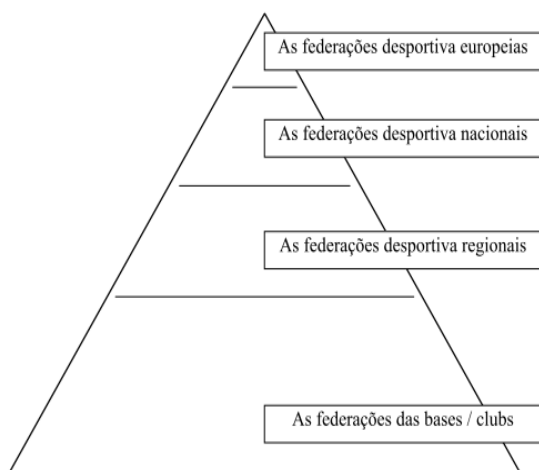 As federações desportiva europeias
As federações desportiva nacionais
As federações desportiva regionais
As federações das bases / clubs